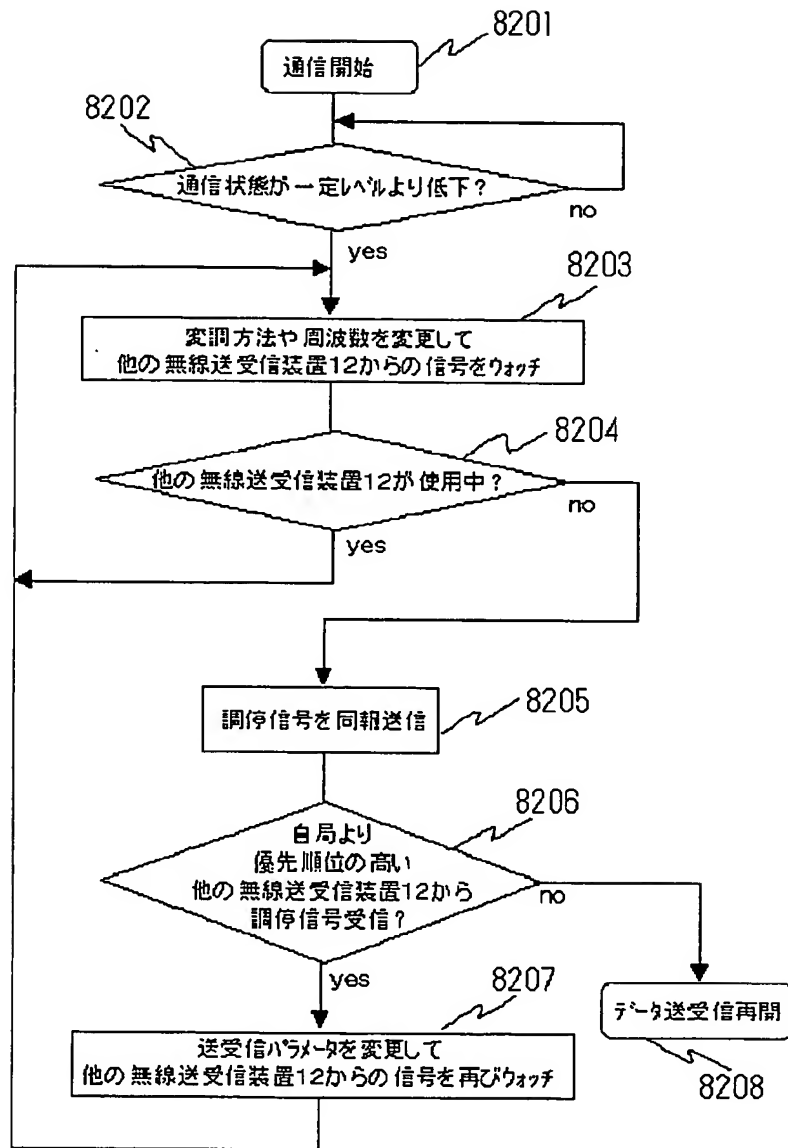 8201
通信開始
8202
通信状態が一定レベルより低下?
no
yes
8203
変調方法や周波数を変更して
他の無線送受信装置12からの信号をウォッチ
8204
他の無線送受信装置12が使用中?
no
yes
調停信号を同報送信
8205
8206
自局より
優先順位の高い
他の無線送受信装置12から
調停信号受信?
no
yes
8207
送受信パラメータを変更して
他の無線送受信装置12からの信号を再びウォッチ
データ送受信再開
8208